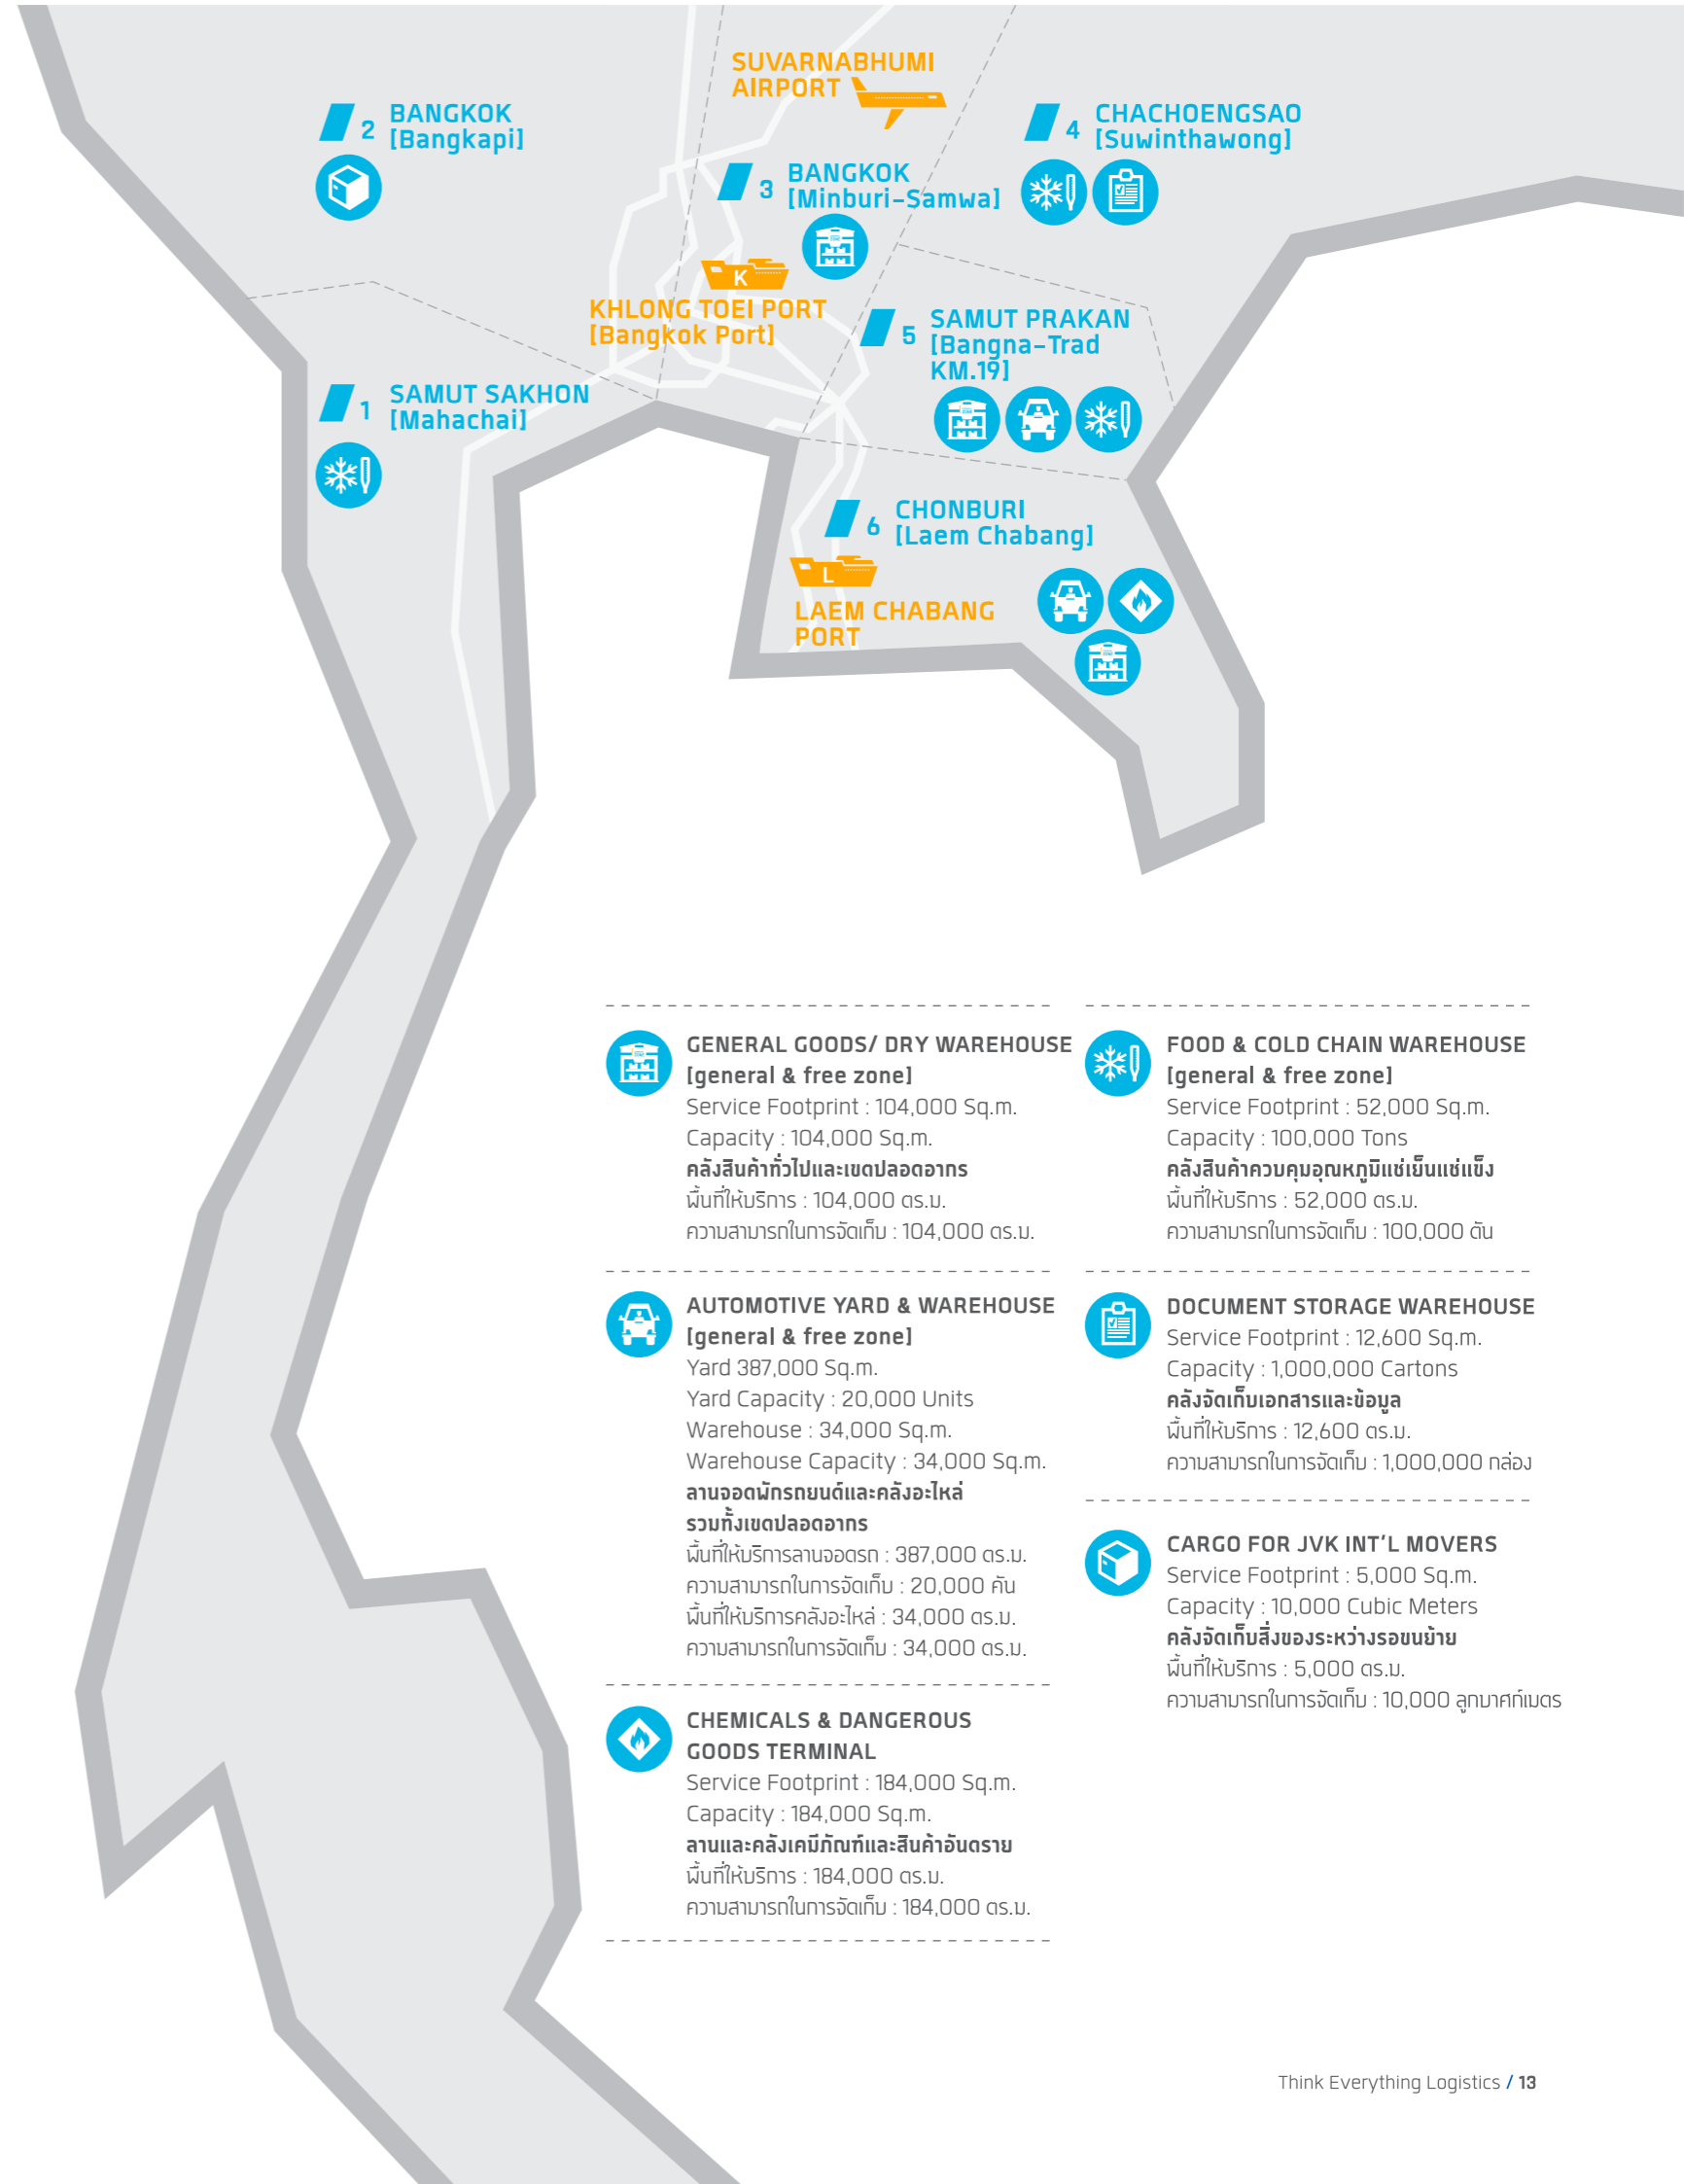 SUVARNABHUMI
AIRPORT
2 BANGKOK
[Bangkapi]
4 CHACHOENGSAO
[Suwinthawong]
3 BANGKOK
[Minburi-Samwa]
K
KHLONG TOEI PORT
[Bangkok Port]
5 SAMUT PRAKAN
[Bangna-Trad
KM.19]
1 SAMUT SAKHON
[Mahachai]
6 CHONBURI
[Laem Chabang]
L
LAEM CHABANG
PORT
GENERAL GOODS/ DRY WAREHOUSE
[general & free zone]
Service Footprint : 104,000 Sq.m.
Capacity : 104,000 Sq.m.
คลังสินค้าทั่วไปและเขตปลอดอากร
พื้นที่ให้บริการ : 104,000 ตร.ม.
ความสามารถในการจัดเก็บ : 104,000 ตร.ม.
AUTOMOTIVE YARD & WAREHOUSE
[general & free zone]
Yard 387,000 Sq.m.
Yard Capacity : 20,000 Units
Warehouse : 34,000 Sq.m.
Warehouse Capacity : 34,000 Sq.m.
ลานจอดพักรถยนต์และคลังอะไหล่
รวมทั้งเขตปลอดอากร
พื้นที่ให้บริการลานจอดรถ : 387,000 ตร.ม.
ความสามารถในการจัดเก็บ : 20,000 คัน
พื้นที่ให้บริการคลังอะไหล่ : 34,000 ตร.ม.
ความสามารถในการจัดเก็บ : 34,000 ตร.ม.
CHEMICALS & DANGEROUS
GOODS TERMINAL
Service Footprint : 184,000 Sq.m.
Capacity : 184,000 Sq.m.
ลานและคลังเคมีภัณฑ์และสินค้าอันตราย
พื้นที่ให้บริการ : 184,000 ตร.ม.
ความสามารถในการจัดเก็บ : 184,000 ตร.ม.
FOOD & COLD CHAIN WAREHOUSE
[general & free zone]
Service Footprint : 52,000 Sq.m.
Capacity : 100,000 Tons
คลังสินค้าควบคุมอุณหภูมิแช่เย็นแช่แข็ง
พื้นที่ให้บริการ : 52,000 ตร.ม.
ความสามารถในการจัดเก็บ : 100,000 ตัน
DOCUMENT STORAGE WAREHOUSE
Service Footprint : 12,600 Sq.m.
Capacity : 1,000,000 Cartons
คลังจัดเก็บเอกสารและข้อมูล
พื้นที่ให้บริการ : 12,600 ตร.ม.
ความสามารถในการจัดเก็บ : 1,000,000 กล่อง
CARGO FOR JVK INT'L MOVERS
Service Footprint : 5,000 Sq.m.
Capacity : 10,000 Cubic Meters
คลังจัดเก็บสิ่งของระหว่างรอขนย้าย
พื้นที่ให้บริการ : 5,000 ตร.ม.
ความสามารถในการจัดเก็บ : 10,000 ลูกบาศก์เมตร
Think Everything Logistics / 13